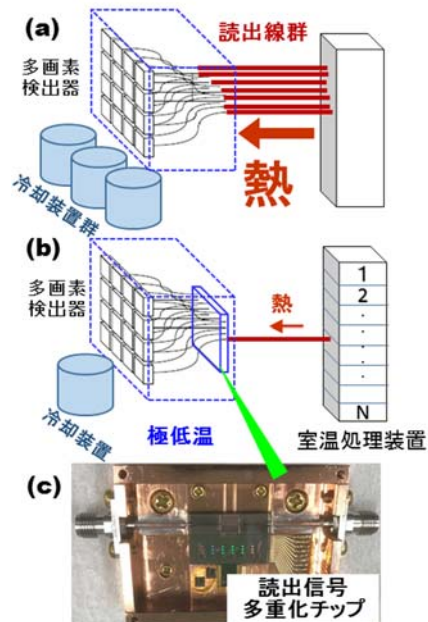 (a)
多画素
検出器
読出線群
熱
冷却装置群
(b)
多画素
検出器
熱
1
2
.
.
.
.
.
N
冷却装置
極低温
室温処理装置
(c)
読出信号
多重化チップ